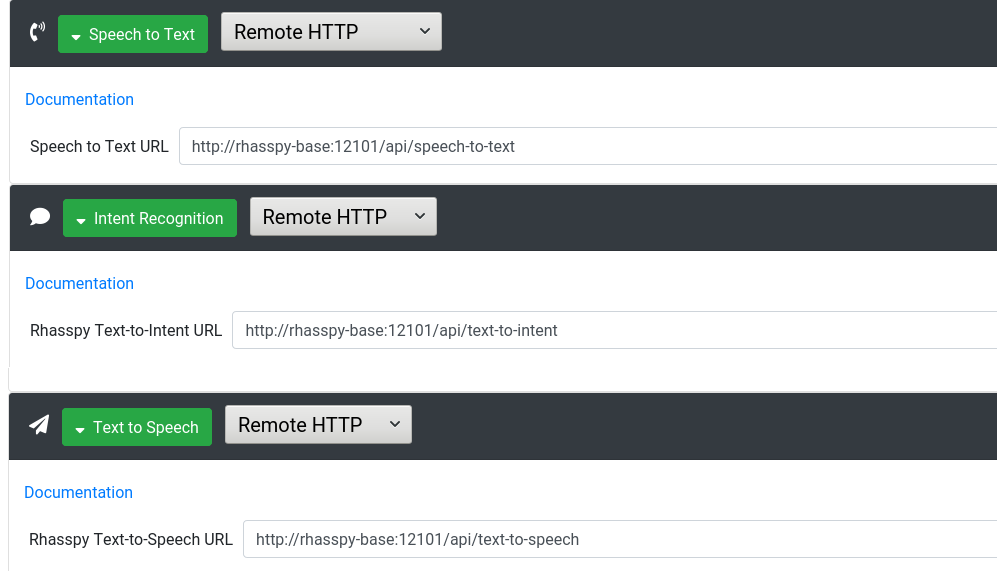 Speech to Text Remote HTTP
Documentation
Speech to Text URL http://rhasspy-base:12101/api/speech-to-text
Intent Recognition Remote HTTP
Documentation
Rhasspy Text-to-Intent URL http://rhasspy-base:12101/api/text-to-intent
Text to Speech Remote HTTP
Documentation
Rhasspy Text-to-Speech URL http://rhasspy-base:12101/api/text-to-speech